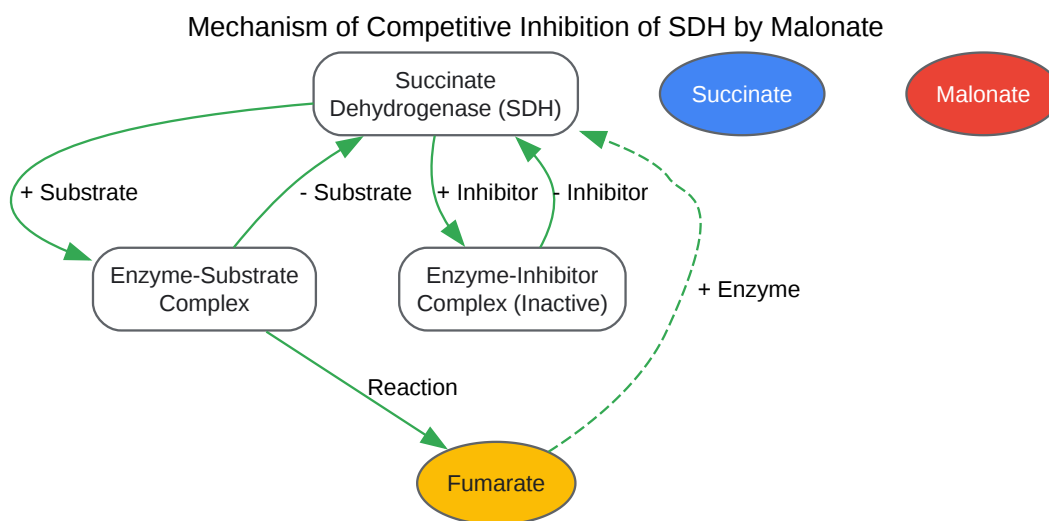 Mechanism of Competitive Inhibition of SDH by Malonate
Succinate
Dehydrogenase (SDH)
Succinate
Malonate
+ Substrate
- Substrate
+ Inhibitor
- Inhibitor
Enzyme-Substrate
Complex
Enzyme-Inhibitor
Complex (Inactive)
+ Enzyme
Reaction
Fumarate